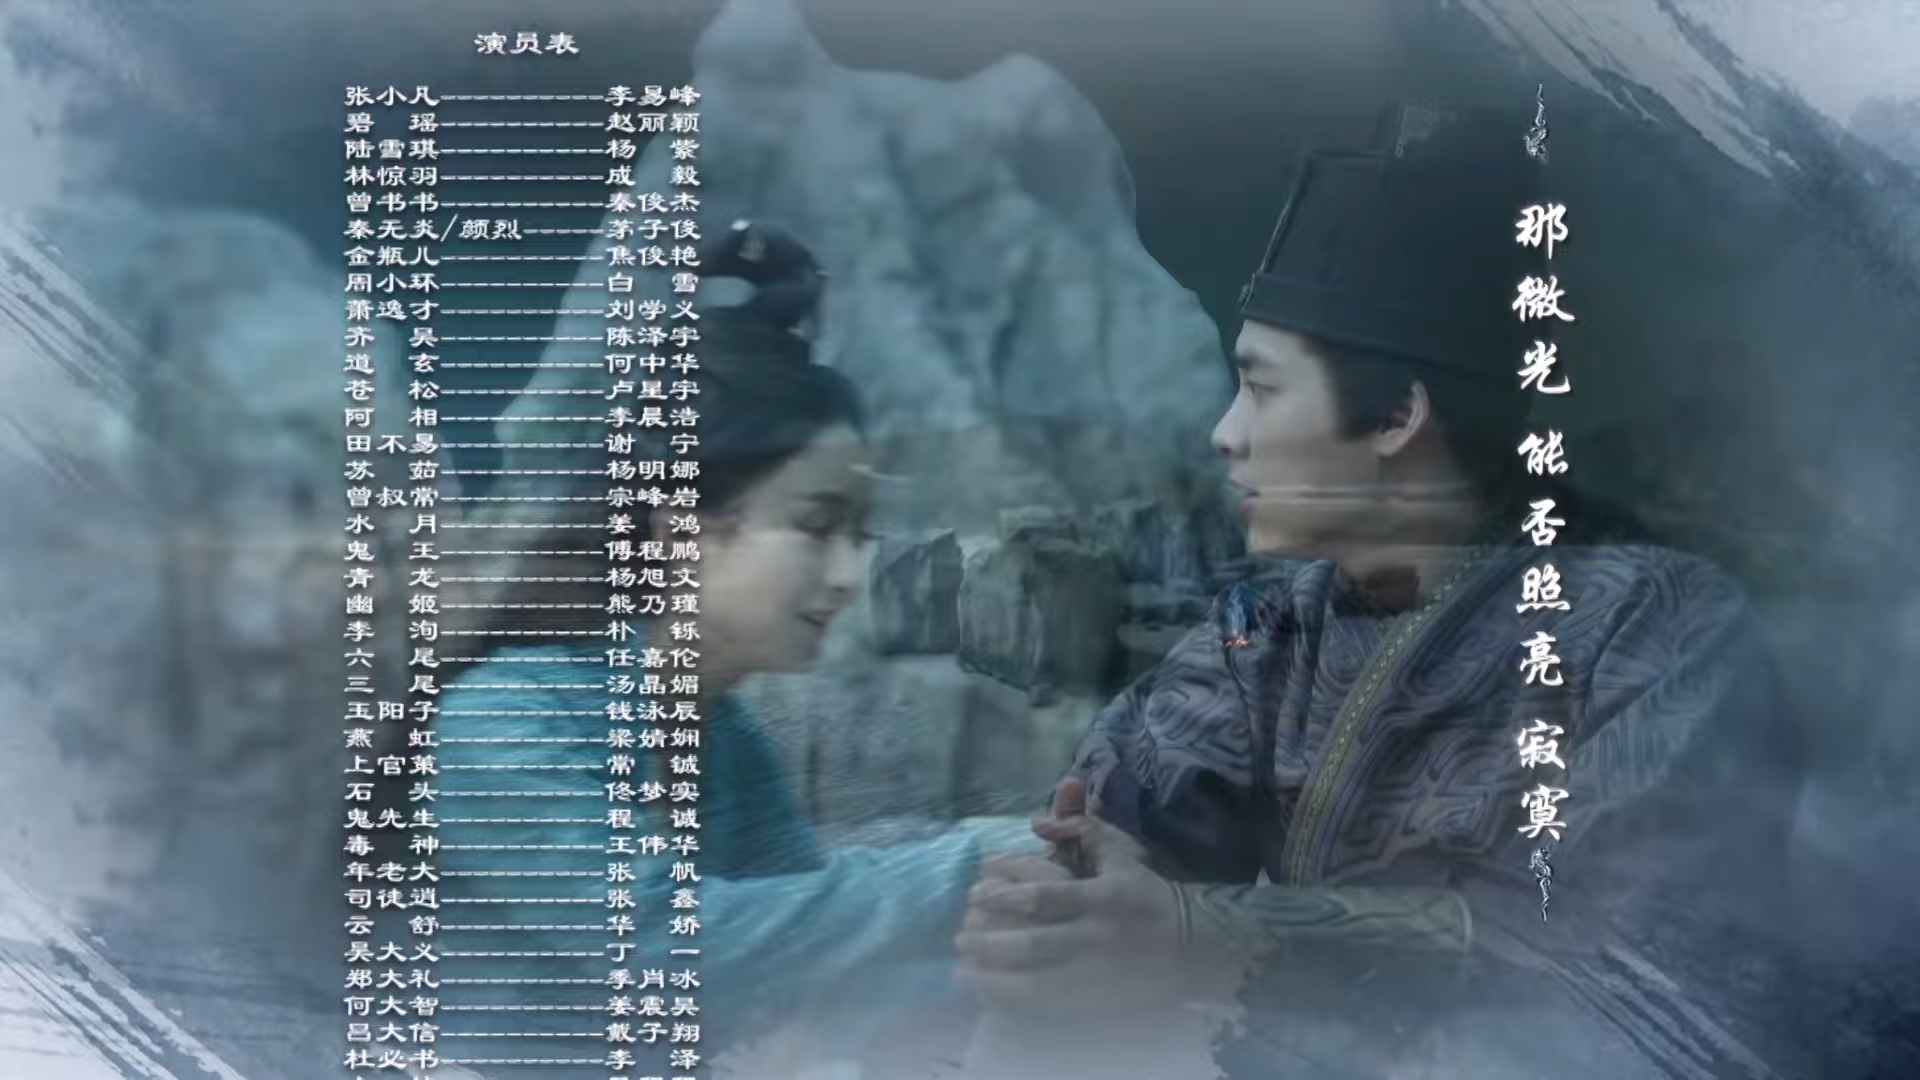 演员表
张小凡----------李易峰
碧 瑶----------赵丽颖
陆雪琪----------杨 紫
林惊羽----------成 毅
曾书书----------秦俊杰
秦无炎/颜烈-----茅子俊
金瓶儿----------焦俊艳
周小环----------白 雪
萧逸才----------刘学义
齐 昊----------陈泽宇
道 玄----------何中华
苍 松----------卢星宇
阿 相----------李晨浩
田不易----------谢 宁
苏 茹----------杨明娜
曾叔常----------宗峰岩
水 月----------姜 鸿
鬼 王----------傅程鹏
青 龙----------杨旭文
幽 姬----------熊乃瑾
李 洵----------朴 铄
六 尾----------任嘉伦
三 尾----------汤晶媚
玉阳子----------钱泳辰
燕 虹----------梁婧娴
上官策----------常 铖
石 头----------佟梦实
鬼先生----------程 诚
毒 神----------王伟华
年老大----------张 帆
司徒逍----------张 鑫
云 舒----------华 娇
吴大义----------丁 一
郑大礼----------季肖冰
何大智----------姜震昊
吕大信----------戴子翔
杜必书----------李 泽
那微光 能否照亮 寂寞